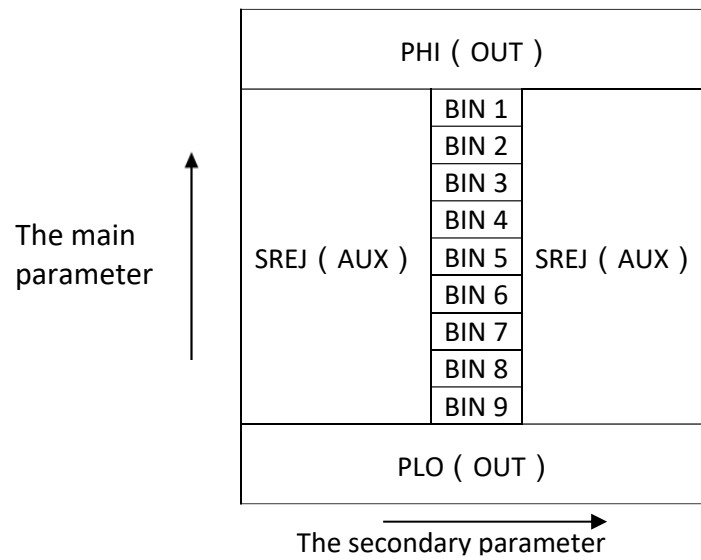 PHI ( OUT )
BIN 1
BIN 2
BIN 3
BIN 4
The main
parameter
SREJ ( AUX )
BIN 5
SREJ ( AUX )
BIN 6
BIN 7
BIN 8
BIN 9
PLO ( OUT )
The secondary parameter